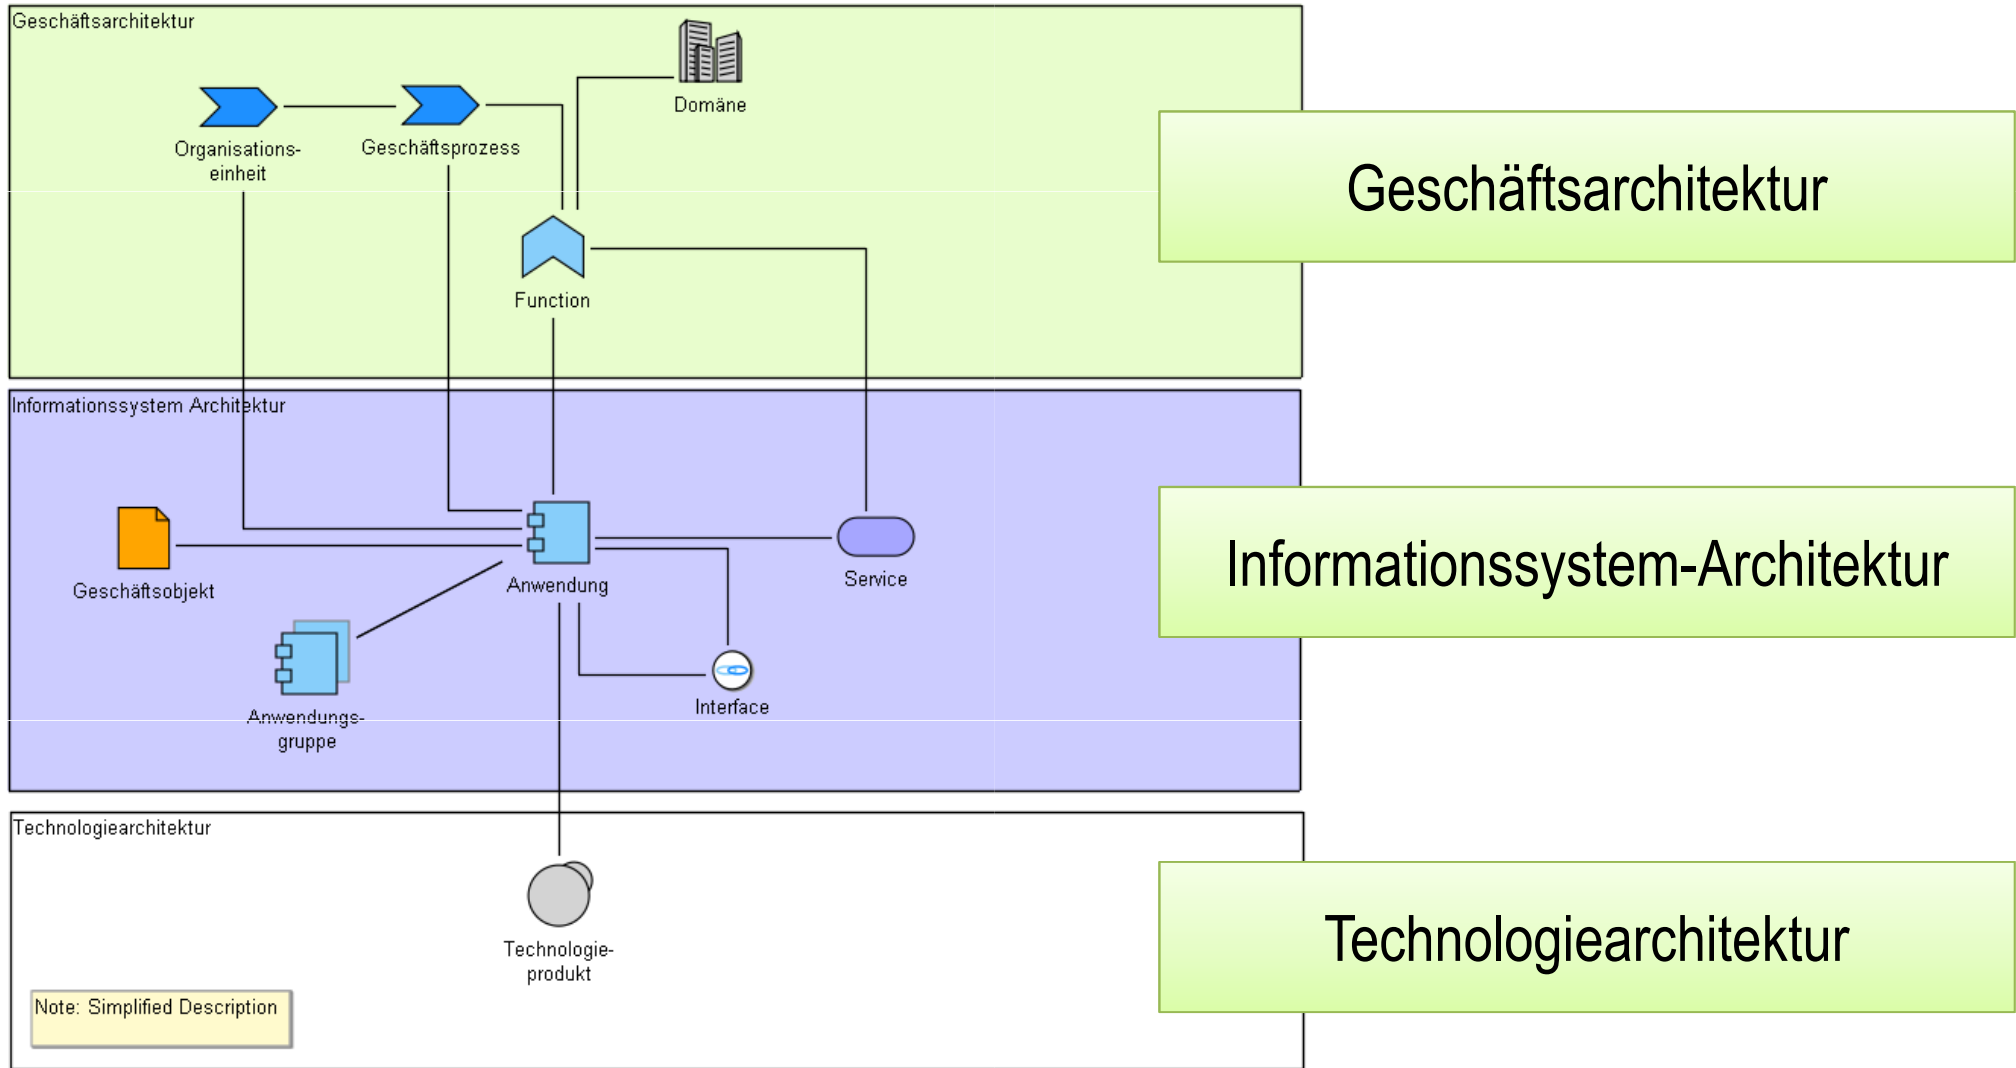 Geschäftsarchitektur
Domäne
Organisations-
einheit
Geschäftsprozess
Function
Geschäftsarchitektur
Informationssystem Architektur
Geschäftsobjekt
Anwendung
Service
Anwendungs-
gruppe
Interface
Informationssystem-Architektur
Technologiearchitektur
Technologie-
produkt
Note: Simplified Description
Technologiearchitektur